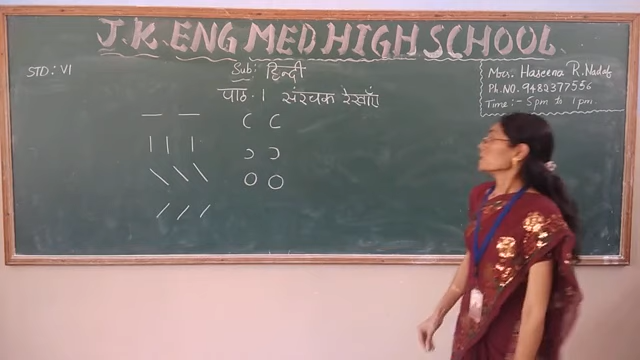 J.K. ENG MED HIGH SCHOOL
STD: VI
Sub: हिन्दी
पाठ. 1 संरचक रेखाएँ
Mrs. Haseena R. Nadaf
Ph.NO. 9482377556
Time:- 5pm to 1pm